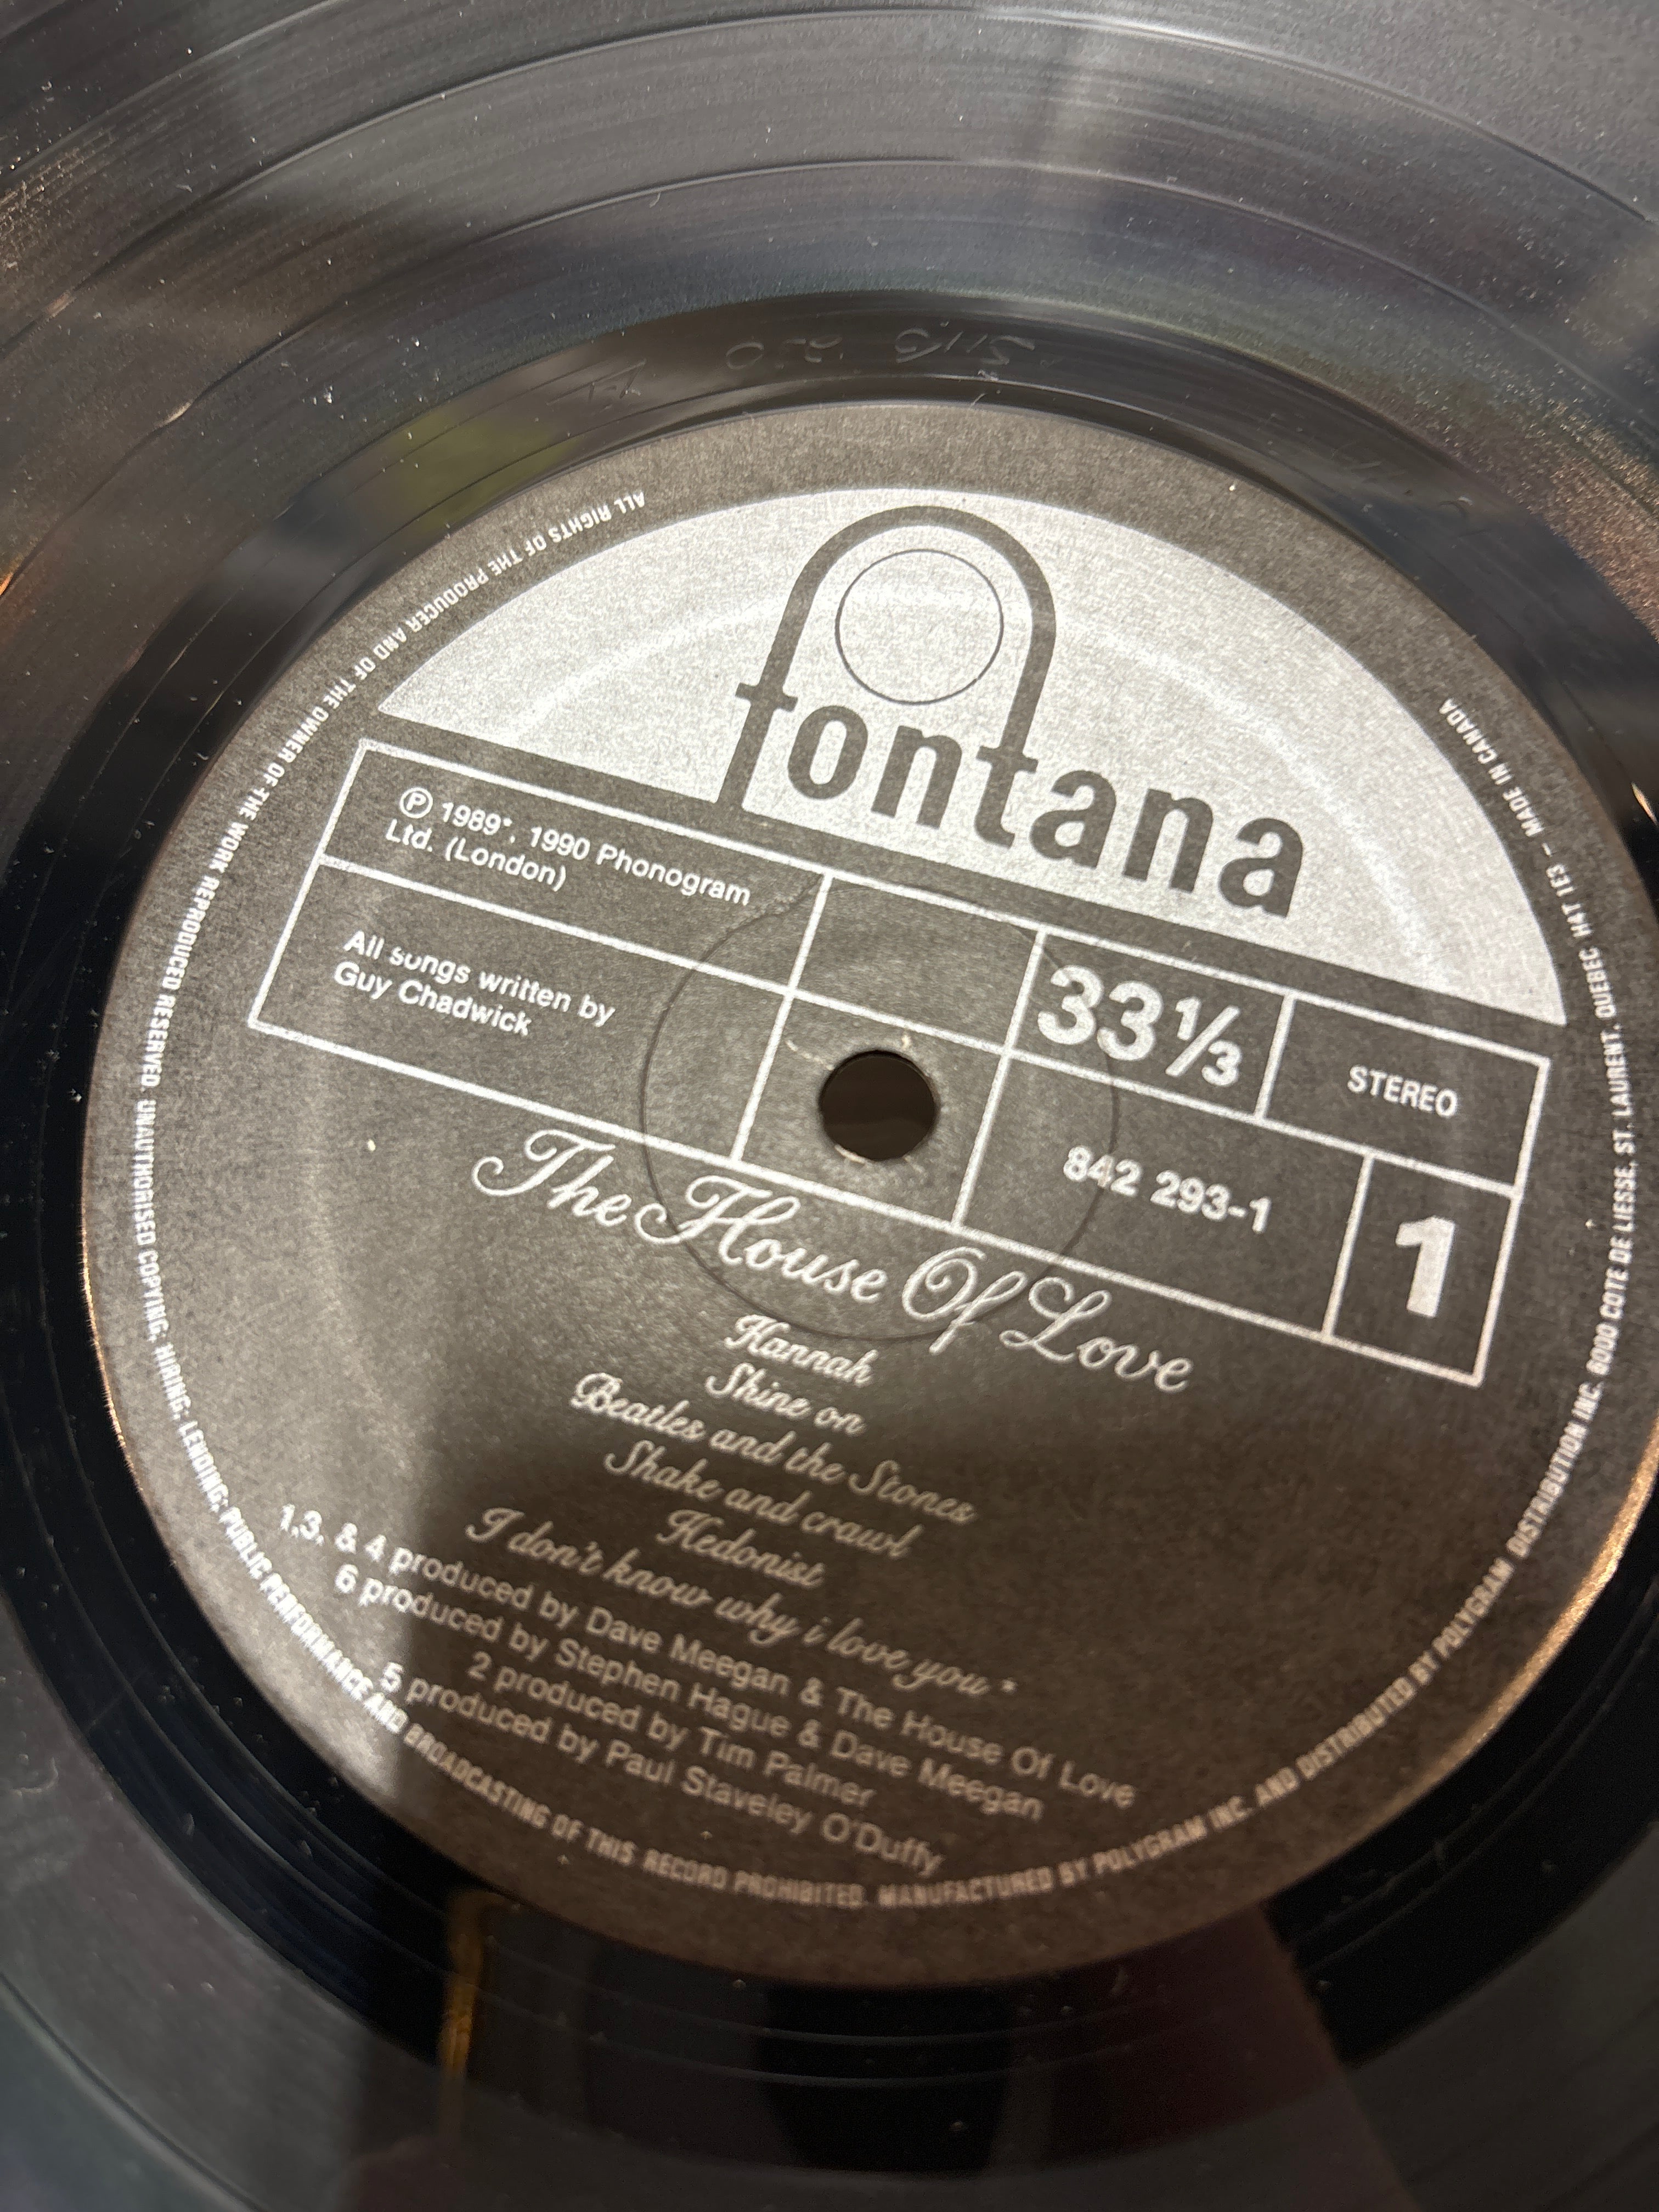 fontana
Ⓟ 1989*, 1990 Phonogram
Ltd. (London)
All songs written by
Guy Chadwick
33⅓
STEREO
842 293-1
1
The House Of Love
Hannah
Shine on
Beatles and the Stones
Shake and crawl
Hedonist
I don't know why i love you *
1,3, & 4 produced by Dave Meegan & The House Of Love
6 produced by Stephen Hague & Dave Meegan
2 produced by Tim Palmer
5 produced by Paul Staveley O'Duffy
ALL RIGHTS OF THE PRODUCER AND OF THE OWNER OF THE WORK REPRODUCED RESERVED. UNAUTHORISED COPYING; HIRING; LENDING; PUBLIC PERFORMANCE AND BROADCASTING OF THIS RECORD PROHIBITED. MANUFACTURED BY POLYGRAM INC. AND DISTRIBUTED BY POLYGRAM DISTRIBUTION INC. 6000 COTE DE LIESSE, ST. LAURENT, QUEBEC H4T 1E3 – MADE IN CANADA